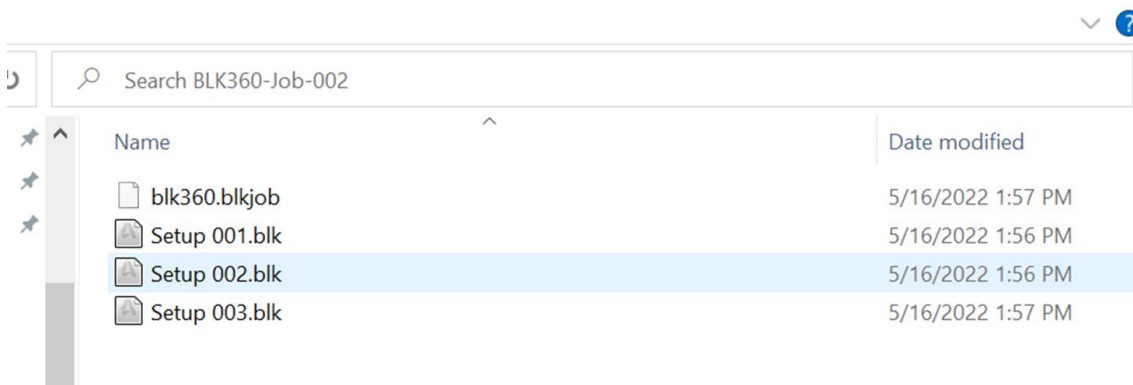 ?
Search BLK360-Job-002
Name Date modified
blk360.blkjob 5/16/2022 1:57 PM
Setup 001.blk 5/16/2022 1:56 PM
Setup 002.blk 5/16/2022 1:56 PM
Setup 003.blk 5/16/2022 1:57 PM